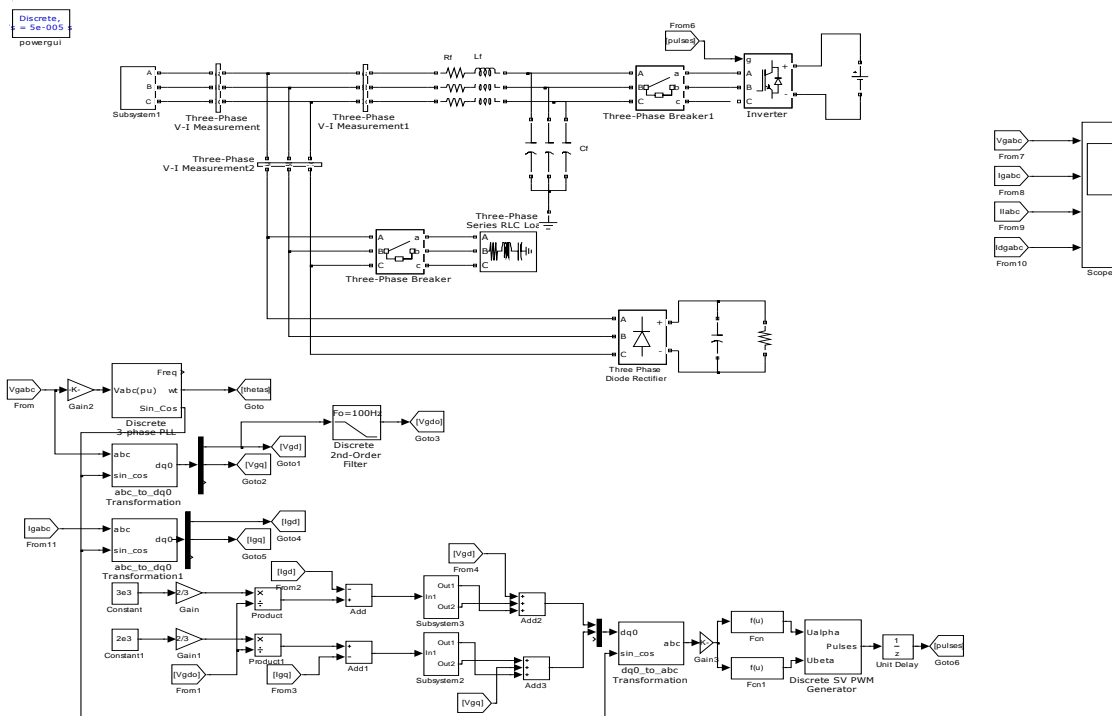 Discrete,
s = 5e-005 s
powergui
A
B
C
Subsystem1
Three-Phase
V-I Measurement
Three-Phase
V-I Measurement1
Rf
Lf
From6
[pulses]
A
B
C
a
b
c
Three-Phase Breaker1
g
A
B
C
+
-
Inverter
Three-Phase
V-I Measurement2
Cf
Three-Phase
Series RLC Loa
A
B
C
a
b
c
Three-Phase Breaker
A
B
C
A
B
C
+
-
Three Phase
Diode Rectifier
Vgabc
From7
Igabc
From8
Ilabc
From9
Idgabc
From10
Scope
Vgabc
From
-K-
Gain2
Freq
Vabc(pu)
wt
Sin_Cos
Discrete
3-phase PLL
[thetas]
Goto
abc
sin_cos
dq0
abc_to_dq0
Transformation
[Vgd]
Goto1
[Vgq]
Goto2
Fo=100Hz
Discrete
2nd-Order
Filter
[Vgdo]
Goto3
Igabc
From11
abc
sin_cos
dq0
abc_to_dq0
Transformation1
[Igd]
Goto4
[Igq]
Goto5
3e3
Constant
2/3
Gain
×
÷
Product
[Igd]
From2
-
+
Add
In1
Out1
Out2
Subsystem3
[Vgd]
From4
+
+
+
Add2
2e3
Constant1
2/3
Gain1
×
÷
Product1
[Vgdo]
From1
[Igq]
From3
-
+
Add1
In1
Out1
Out2
Subsystem2
[Vgq]
+
+
+
Add3
dq0
sin_cos
abc
dq0_to_abc
Transformation
K-
Gain3
f(u)
Fcn
f(u)
Fcn1
Ualpha
Ubeta
Pulses
Discrete SV PWM
Generator
1
z
Unit Delay
[pulses]
Goto6